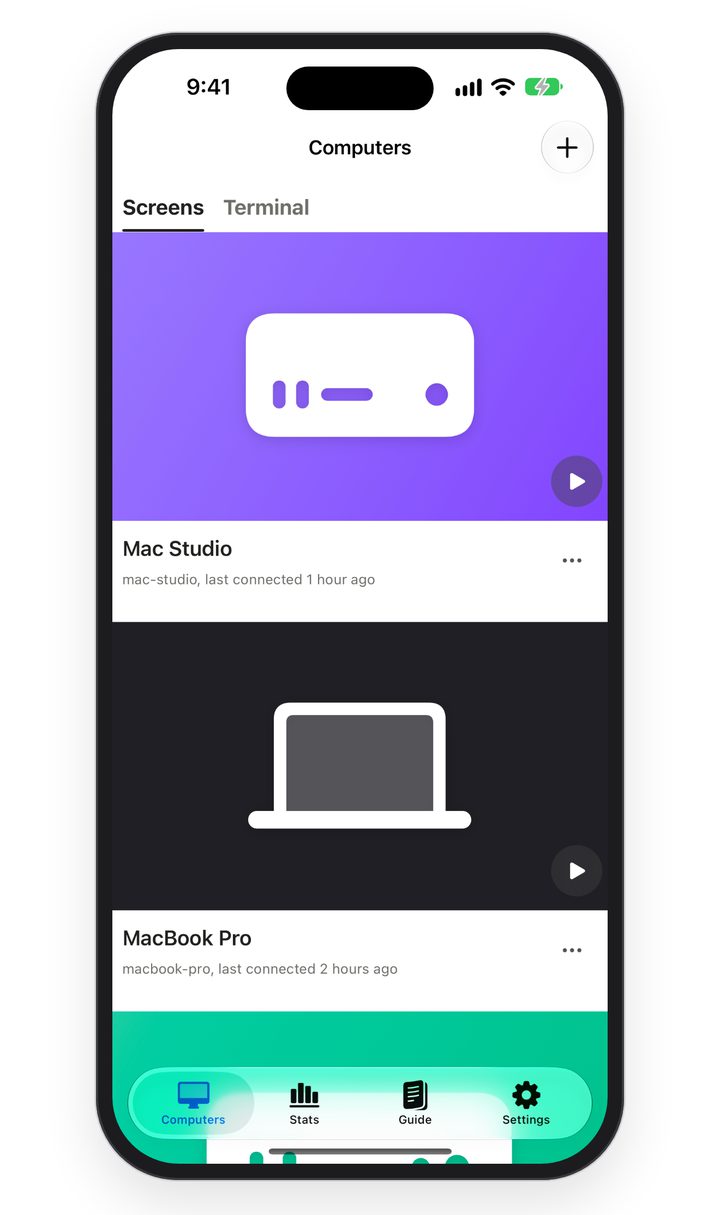 9:41
Computers
Screens Terminal
Mac Studio
mac-studio, last connected 1 hour ago
MacBook Pro
macbook-pro, last connected 2 hours ago
Computers Stats Guide Settings